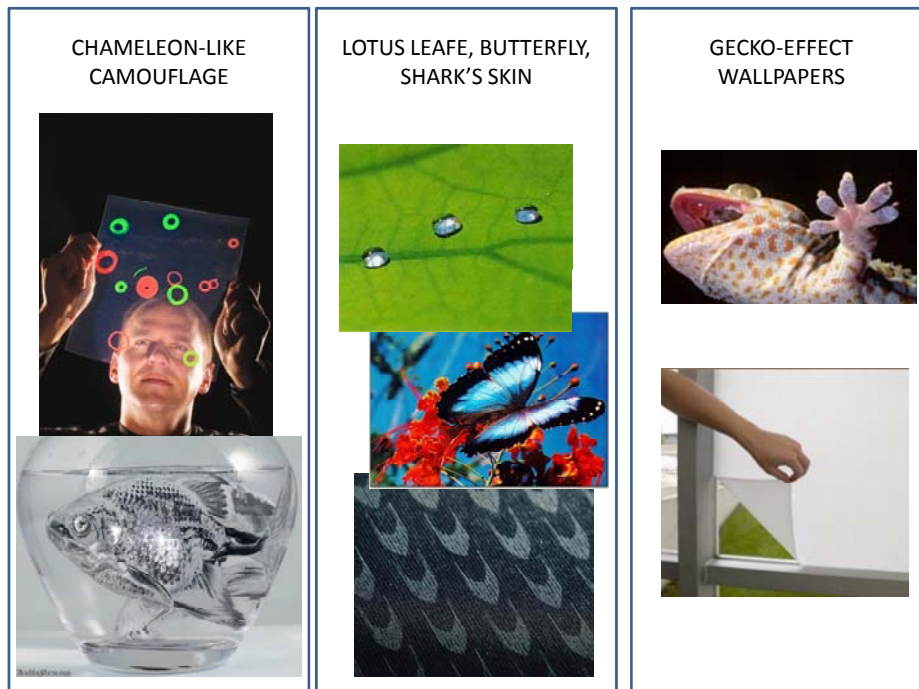 CHAMELEON-LIKE
CAMOUFLAGE
LOTUS LEAFE, BUTTERFLY,
SHARK'S SKIN
GECKO-EFFECT
WALLPAPERS